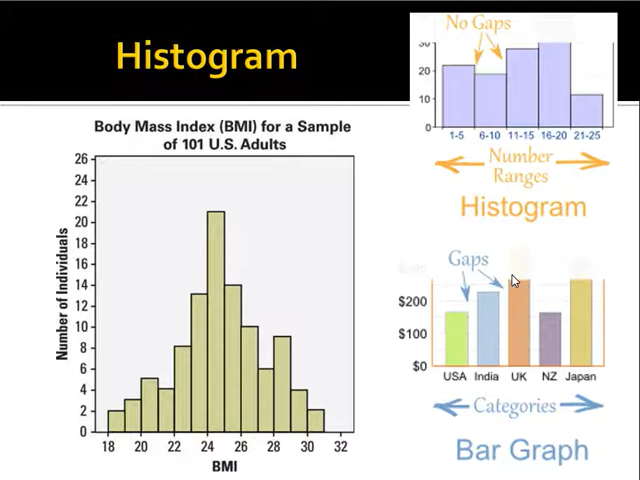 Histogram
Body Mass Index (BMI) for a Sample
of 101 U.S. Adults
Number of Individuals
26
24
22
20
18
16
14
12
10
8
6
4
2
0
18 20 22 24 26 28 30 32
BMI
No Gaps
30
20
10
0
1-5 6-10 11-15 16-20 21-25
Number
Ranges
Histogram
Gaps
$200
$100
$0
USA India UK NZ Japan
Categories
Bar Graph